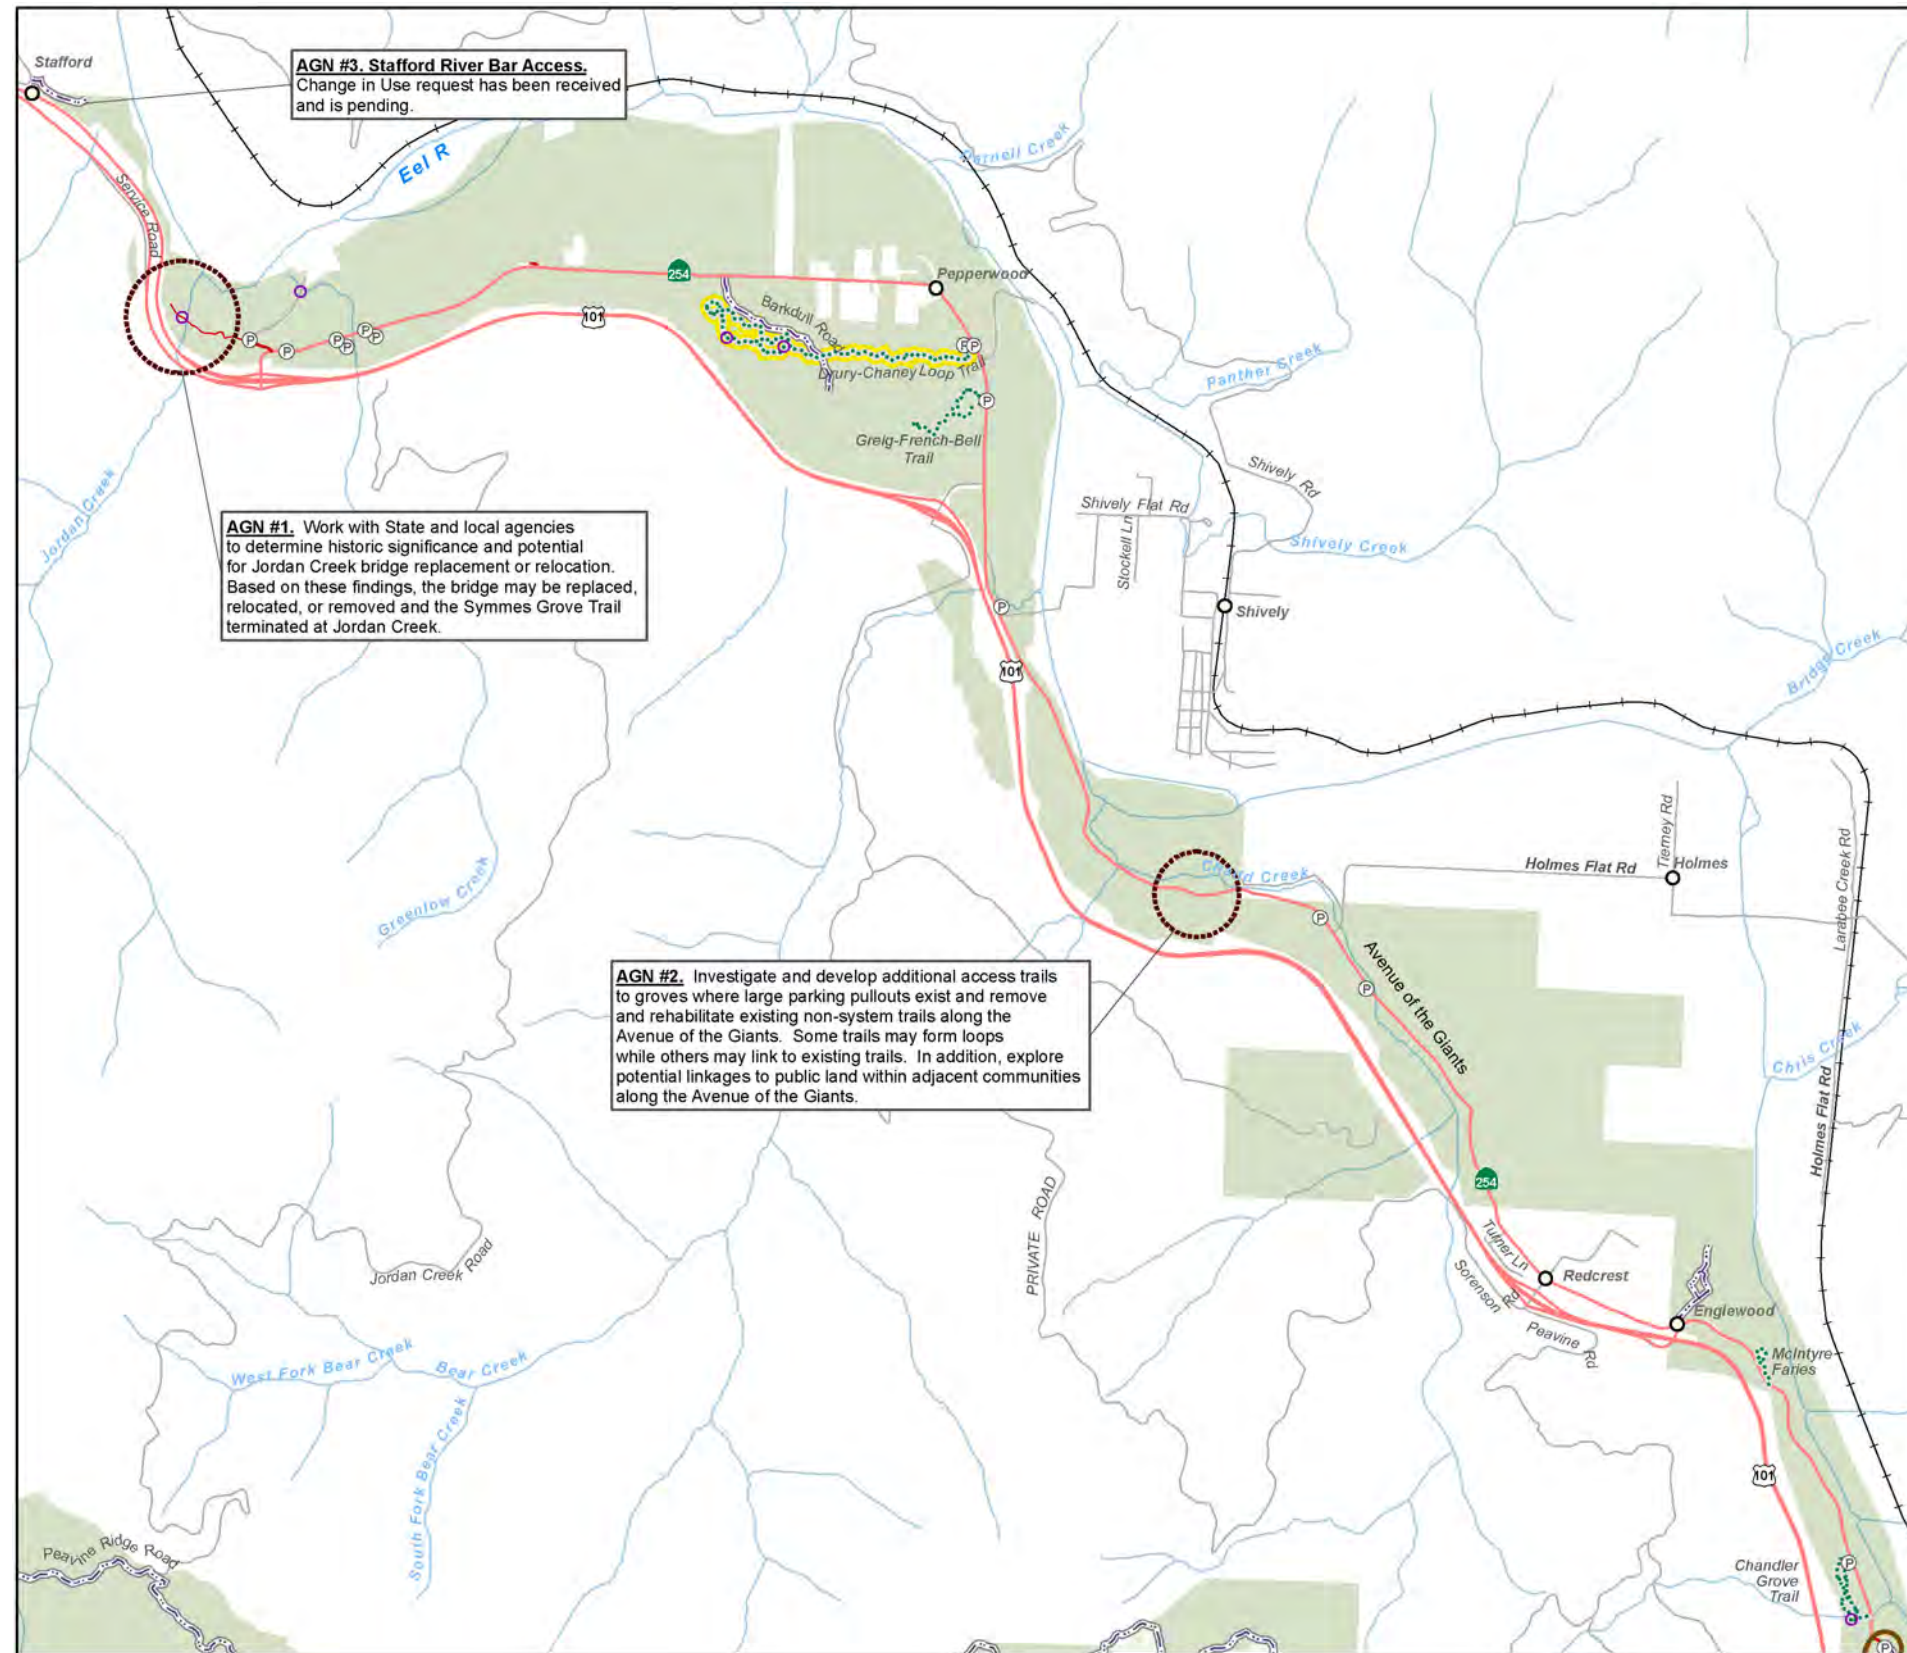 Stafford
AGN #3. Stafford River Bar Access.
Change in Use request has been received
and is pending.
Eel R
Darnell Creek
Service Road
254
Pepperwood
101
Barkdull Road
P
P
P
P
P
P
P
P
Drury-Chaney Loop Trail
Panther Creek
P
Greig-French-Bell
Trail
Jordan Creek
Shively Rd
Shively Flat Rd
Stockell Ln
Shively Creek
AGN #1. Work with State and local agencies
to determine historic significance and potential
for Jordan Creek bridge replacement or relocation.
Based on these findings, the bridge may be replaced,
relocated, or removed and the Symmes Grove Trail
terminated at Jordan Creek.
P
Shively
101
Bridge Creek
Tierney Rd
Holmes Flat Rd
Holmes
Larabee Creek Rd
Chadd Creek
Greenlow Creek
P
Avenue of the Giants
P
AGN #2. Investigate and develop additional access trails
to groves where large parking pullouts exist and remove
and rehabilitate existing non-system trails along the
Avenue of the Giants. Some trails may form loops
while others may link to existing trails. In addition, explore
potential linkages to public land within adjacent communities
along the Avenue of the Giants.
Chris Creek
Holmes Flat Rd
254
PRIVATE ROAD
Jordan Creek Road
Turner Ln
Sorenson Rd
Redcrest
Englewood
Peavine Rd
McIntyre-
Faries
West Fork Bear Creek
Bear Creek
South Fork Bear Creek
101
Peavine Ridge Road
P
Chandler
Grove
Trail
P